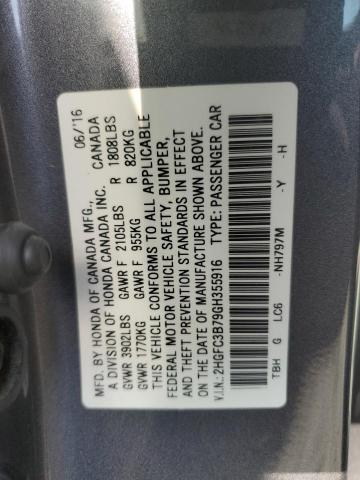 MFD. BY HONDA OF CANADA MFG., 06/'16
A DIVISION OF HONDA CANADA INC. CANADA
GVWR 3902LBS GAWR F 2105LBS R 1808LBS
GVWR 1770KG GAWR F 955KG R 820KG
THIS VEHICLE CONFORMS TO ALL APPLICABLE
FEDERAL MOTOR VEHICLE SAFETY, BUMPER,
AND THEFT PREVENTION STANDARDS IN EFFECT
ON THE DATE OF MANUFACTURE SHOWN ABOVE.
V.I.N.: 2HGFC3B79GH355916 TYPE: PASSENGER CAR
TBH G LC6 -NH797M -Y -H